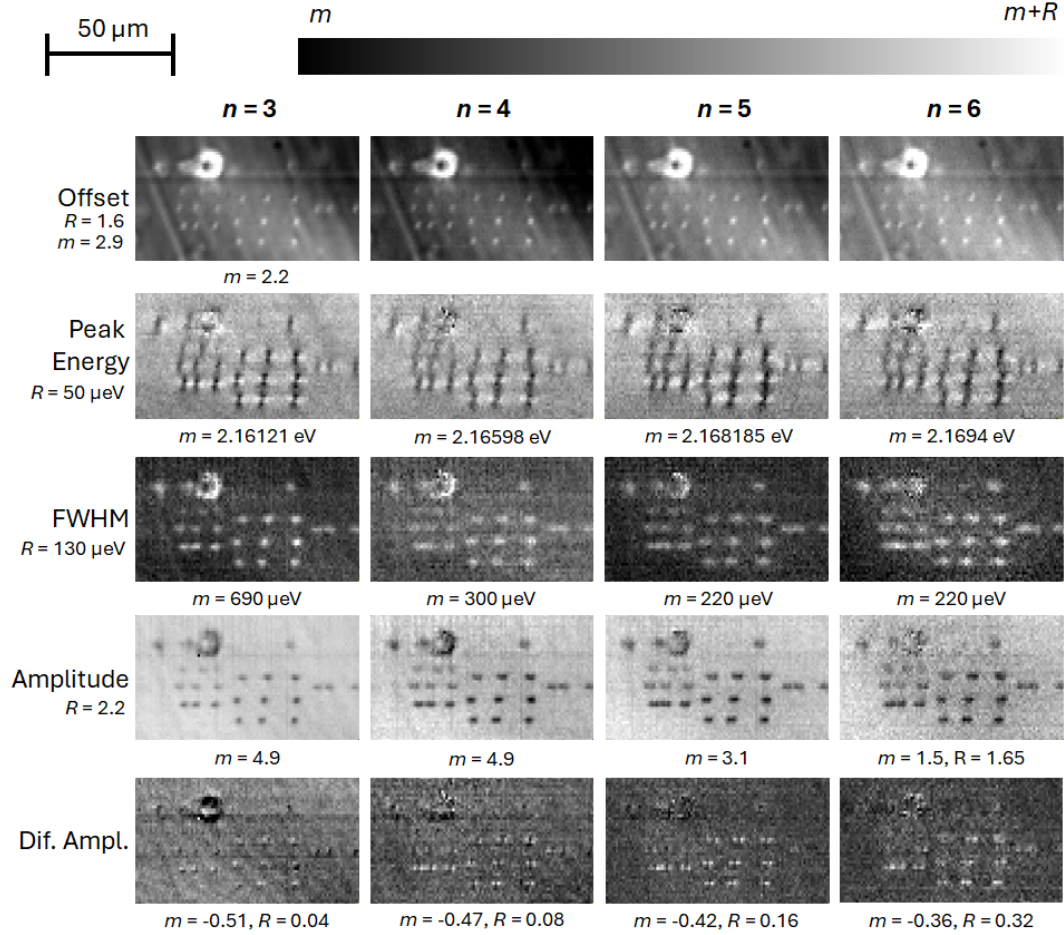 50 µm
m
m+R
n = 3
n = 4
n = 5
n = 6
Offset
R = 1.6
m = 2.9
m = 2.2
Peak
Energy
R = 50 µeV
m = 2.16121 eV
m = 2.16598 eV
m = 2.168185 eV
m = 2.1694 eV
FWHM
R = 130 µeV
m = 690 µeV
m = 300 µeV
m = 220 µeV
m = 220 µeV
Amplitude
R = 2.2
m = 4.9
m = 4.9
m = 3.1
m = 1.5, R = 1.65
Dif. Ampl.
m = -0.51, R = 0.04
m = -0.47, R = 0.08
m = -0.42, R = 0.16
m = -0.36, R = 0.32